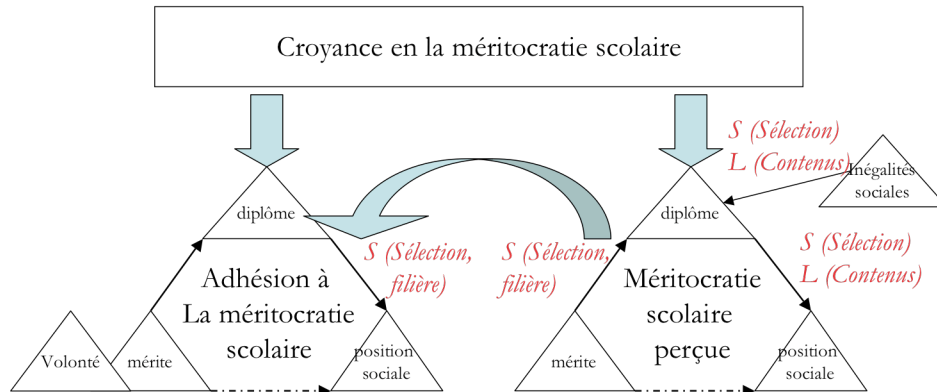 Croyance en la méritocratie scolaire
S (Sélection)
L (Contenus)
Inégalités
sociales
diplôme
diplôme
S (Sélection,
filière)
S (Sélection,
filière)
S (Sélection)
L (Contenus)
Adhésion à
La méritocratie
scolaire
Méritocratie
scolaire
perçue
Volonté
mérite
position
sociale
mérite
position
sociale